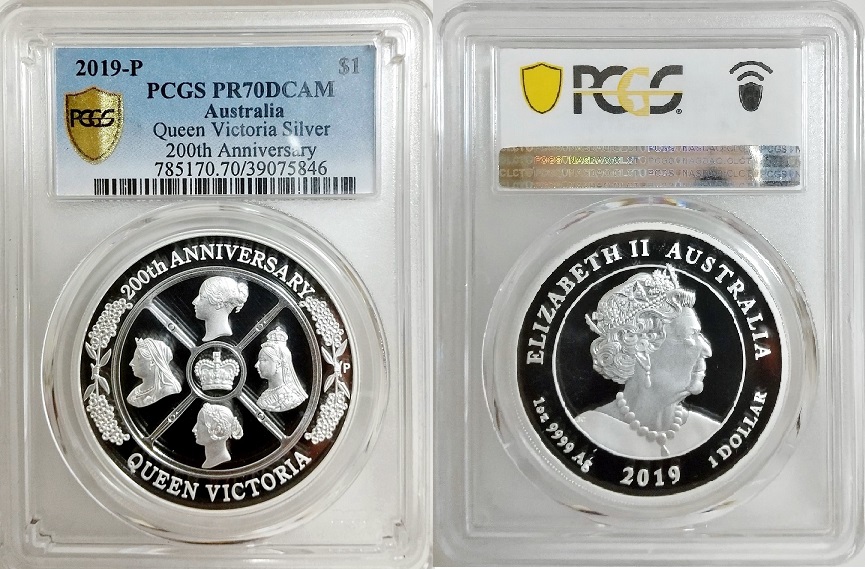 2019-P $1
PCGS PR70DCAM
Australia
Queen Victoria Silver
200th Anniversary
785170.70/39075846
PCGS
200th ANNIVERSARY
P
QUEEN VICTORIA
PCGS
ELIZABETH II AUSTRALIA
1oz 9999 Ag 2019 1 DOLLAR